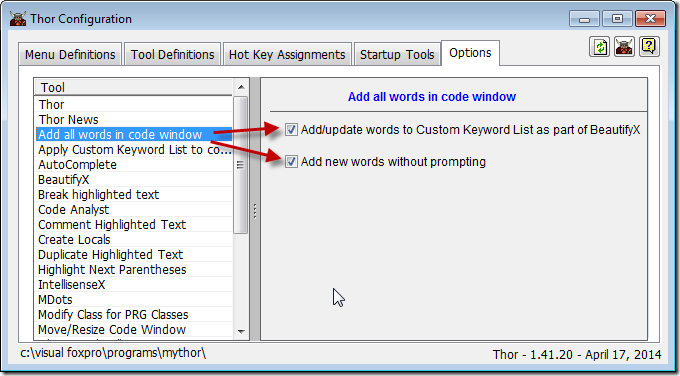 Thor Configuration
Menu Definitions Tool Definitions Hot Key Assignments Startup Tools Options
Tool
Thor
Thor News
Add all words in code window
Apply Custom Keyword List to co...
AutoComplete
BeautifyX
Break highlighted text
Code Analyst
Comment Highlighted Text
Create Locals
Duplicate Highlighted Text
Highlight Next Parentheses
IntellisenseX
MDots
Modify Class for PRG Classes
Move/Resize Code Window
Add all words in code window
Add/update words to Custom Keyword List as part of BeautifyX
Add new words without prompting
c:\visual foxpro\programs\mythor\
Thor - 1.41.20 - April 17, 2014